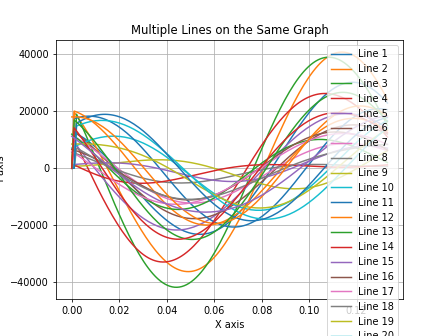 Multiple Lines on the Same Graph
40000
20000
0
−20000
−40000
0.00 0.02 0.04 0.06 0.08 0.10
X axis
Line 1
Line 2
Line 3
Line 4
Line 5
Line 6
Line 7
Line 8
Line 9
Line 10
Line 11
Line 12
Line 13
Line 14
Line 15
Line 16
Line 17
Line 18
Line 19
Line 20